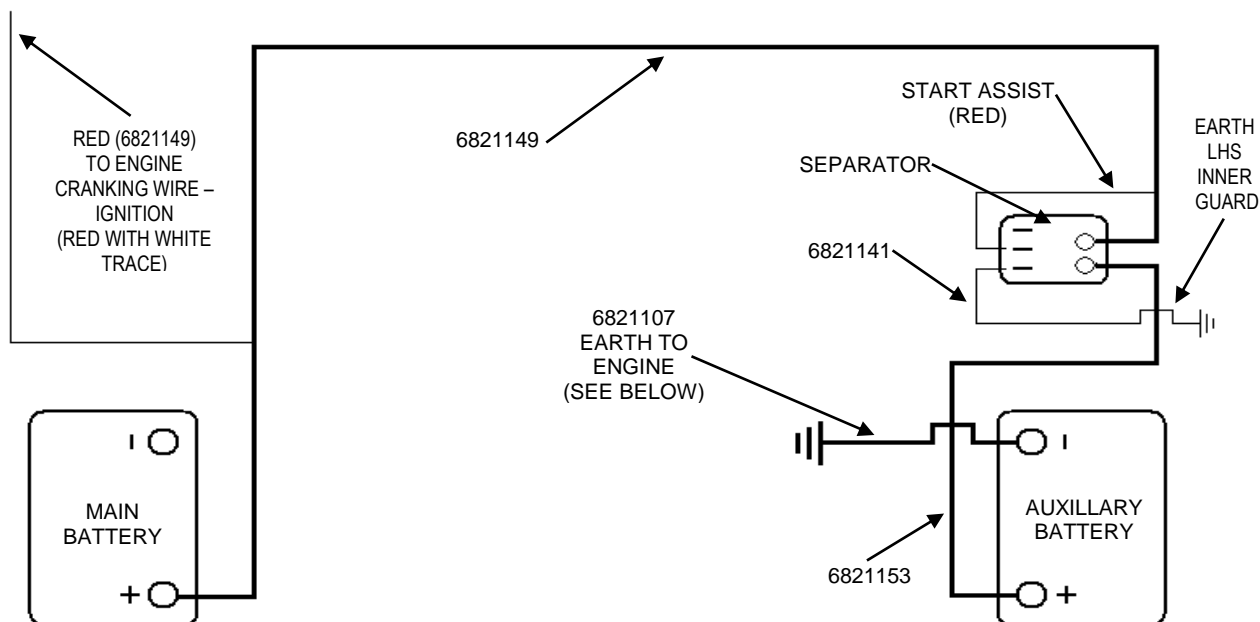 RED (6821149)
TO ENGINE
CRANKING WIRE –
IGNITION
(RED WITH WHITE
TRACE)
6821149
START ASSIST
(RED)
SEPARATOR
EARTH
LHS
INNER
GUARD
6821141
6821107
EARTH TO
ENGINE
(SEE BELOW)
MAIN
BATTERY
AUXILLARY
BATTERY
6821153